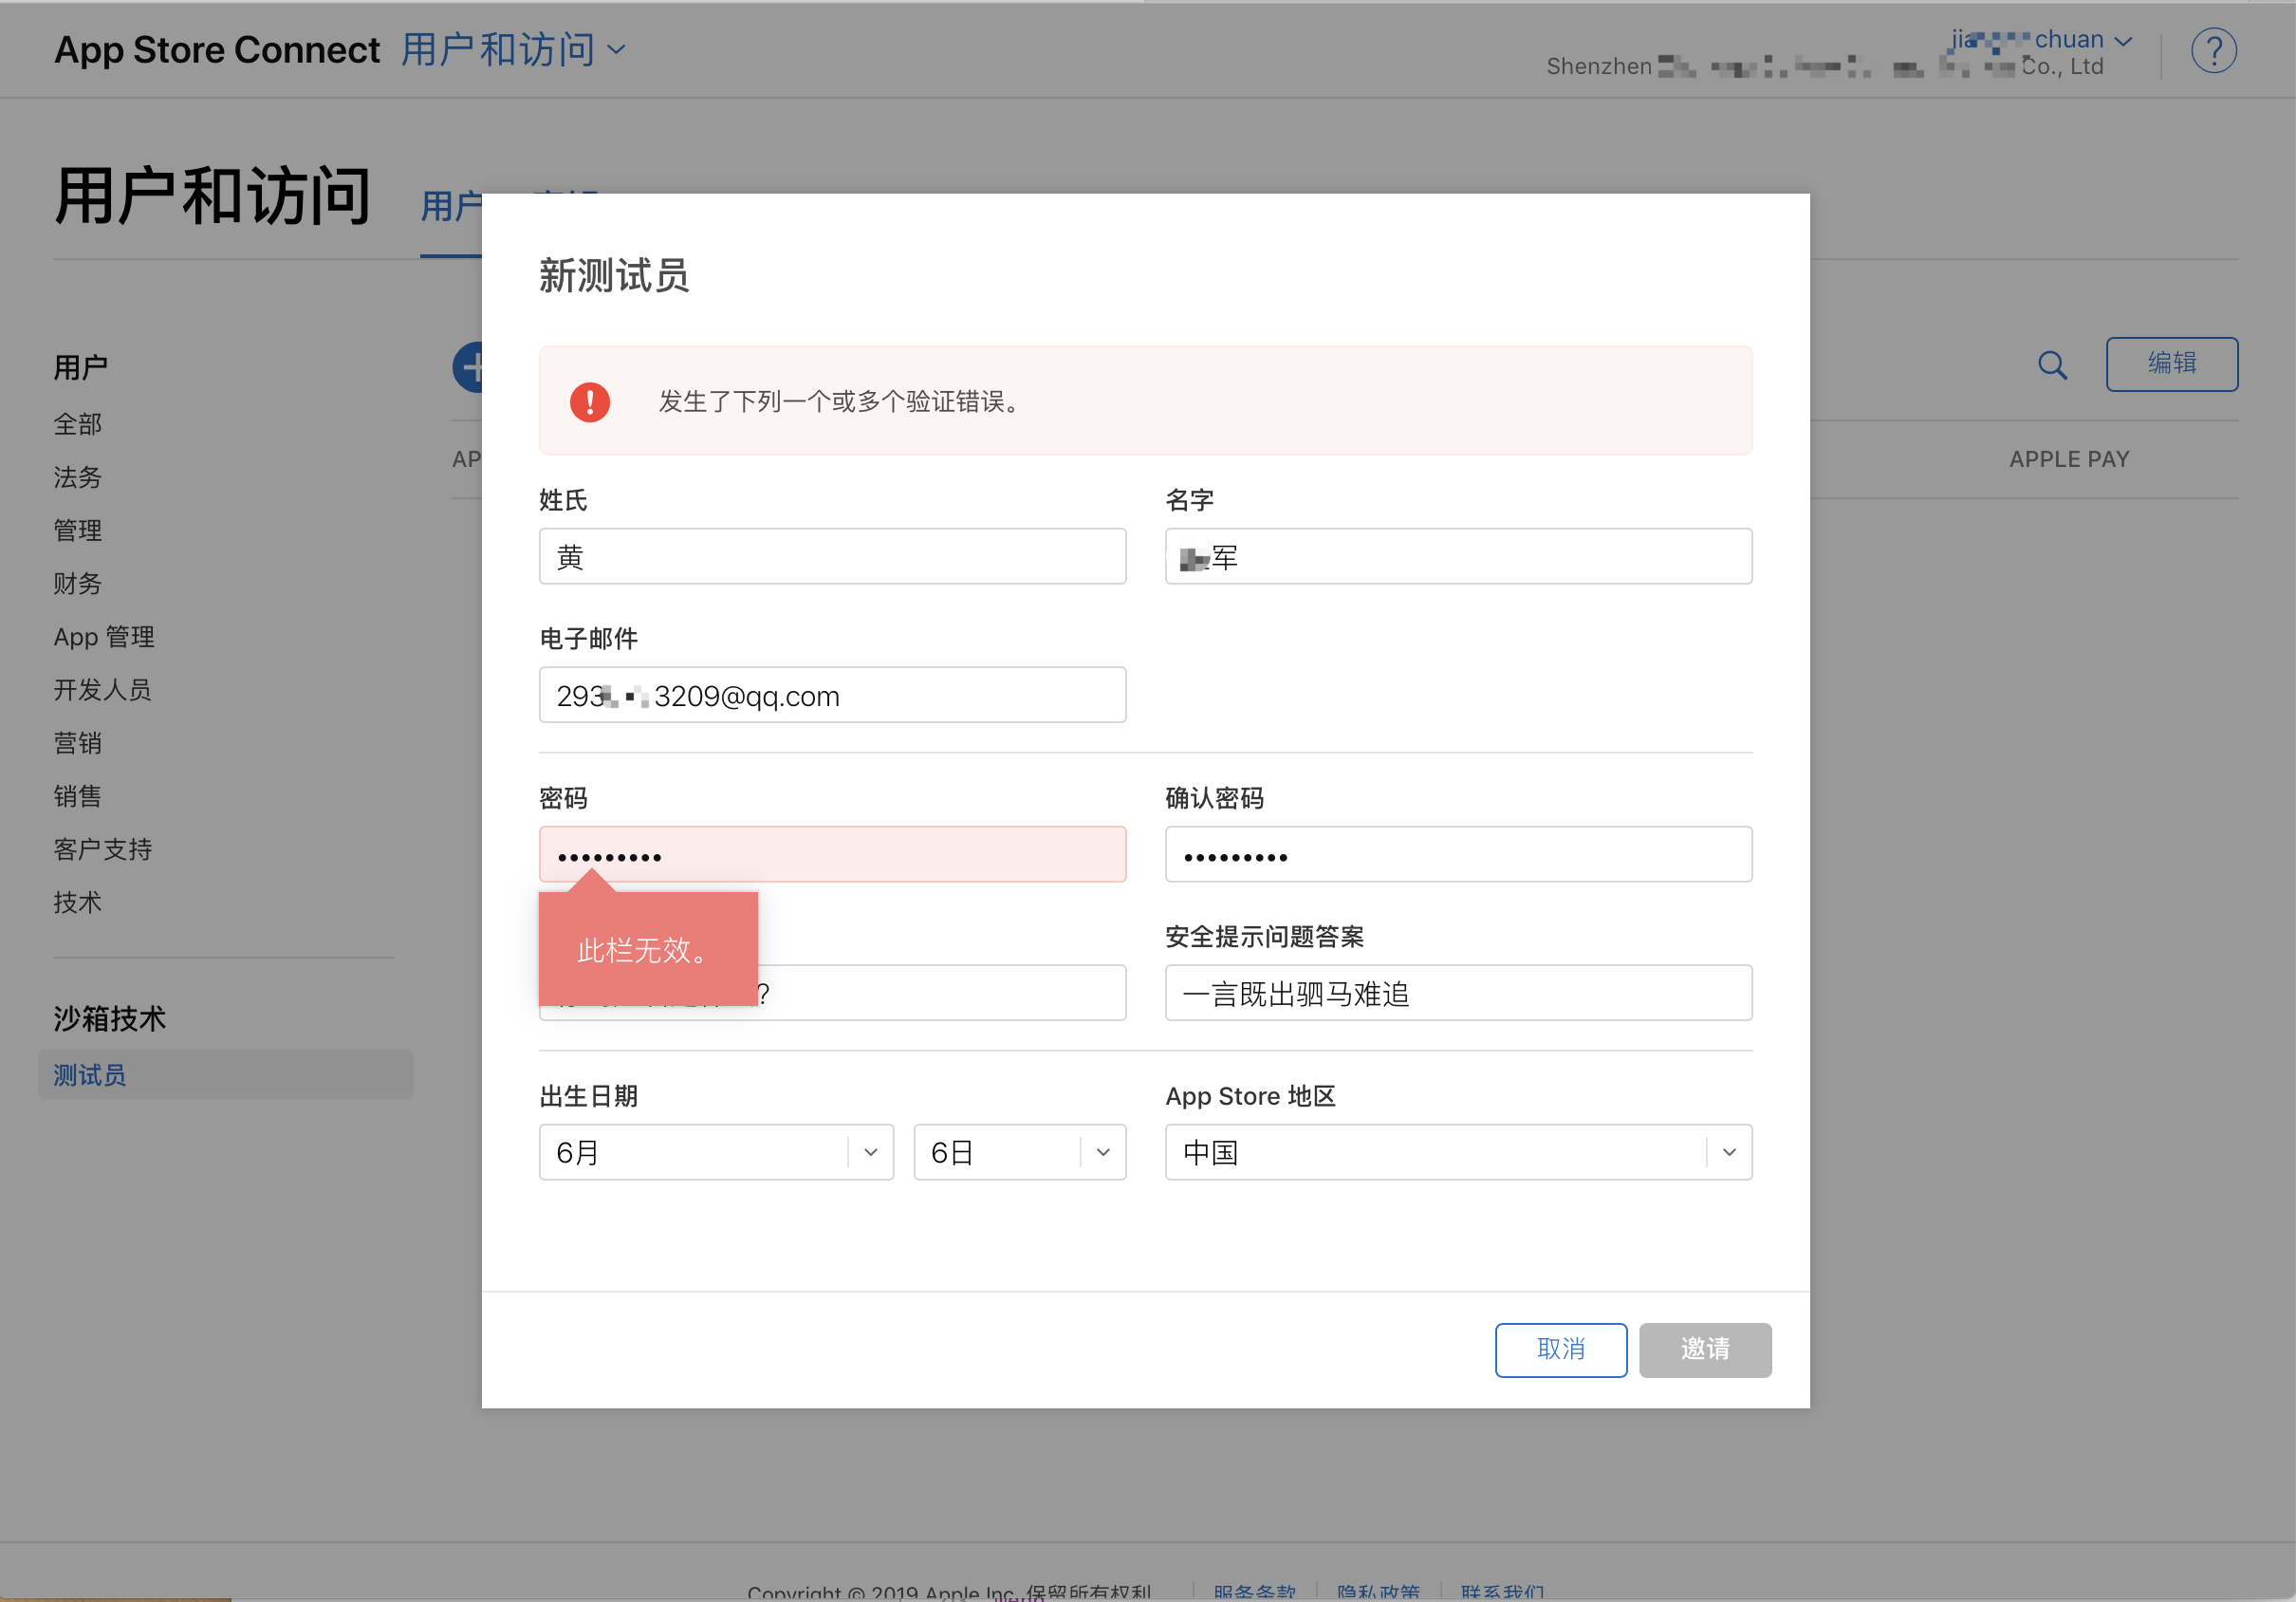 App Store Connect 用户和访问
jia chuan
Shenzhen Co., Ltd
?
用户和访问
用户
用户
全部
法务
管理
财务
App 管理
开发人员
营销
销售
客户支持
技术
沙箱技术
测试员
编辑
AP
APPLE PAY
新测试员
发生了下列一个或多个验证错误。
姓氏
名字
黄
军
电子邮件
293 3209@qq.com
密码
确认密码
•••••••••
•••••••••
此栏无效。
安全提示问题答案
?
一言既出驷马难追
出生日期
App Store 地区
6月
6日
中国
取消
邀请
Copyright © 2019 Apple Inc. 保留所有权利
服务条款
隐私政策
联系我们